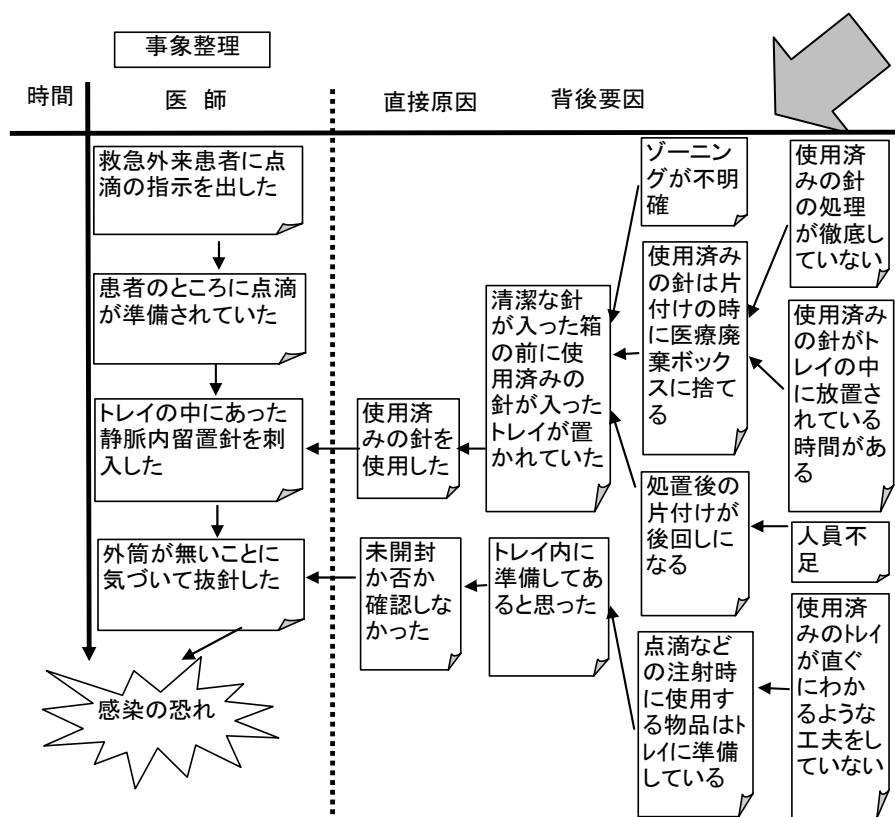 事象整理
時間
医 師
直接原因
背後要因
救急外来患者に点
滴の指示を出した
患者のところに点滴
が準備されていた
トレイの中にあった
静脈内留置針を刺
入した
外筒が無いことに
気づいて抜針した
感染の恐れ
使用済
みの針を
使用した
未開封
か否か
確認しな
かった
清潔な針
が入った箱
の前に使
用済みの
針が入った
トレイが置
かれていた
トレイ内に
準備してあ
ると思った
ゾーニン
グが不明
確
使用済み
の針は片
付けの時
に医療廃
棄ボック
スに捨て
る
処置後の
片付けが
後回しに
なる
点滴など
の注射時
に使用す
る物品はト
レイに準備
している
使用済
みの針
の処理
が徹底し
ていない
使用済み
の針がト
レイの中
に放置さ
れている
時間があ
る
人員不
足
使用済
みのトレイ
が直ぐ
にわか
るような
工夫をし
ていない